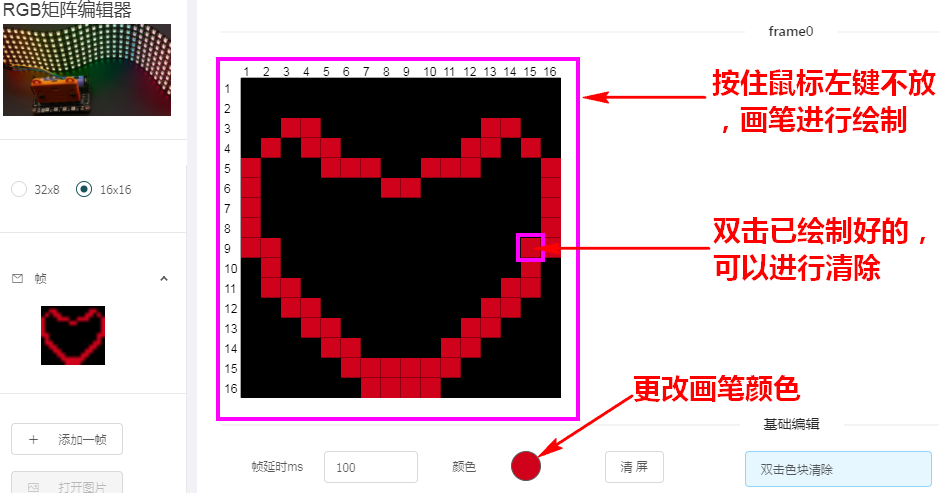 RGB矩阵编辑器
frame0
1 2 3 4 5 6 7 8 9 10 11 12 13 14 15 16
1
2
3
4
5
6
7
8
9
10
11
12
13
14
15
16
按住鼠标左键不放
，画笔进行绘制
双击已绘制好的，
可以进行清除
32x8
16x16
帧
更改画笔颜色
基础编辑
添加一帧
帧延时ms
100
颜色
清 屏
双击色块清除
打开图片